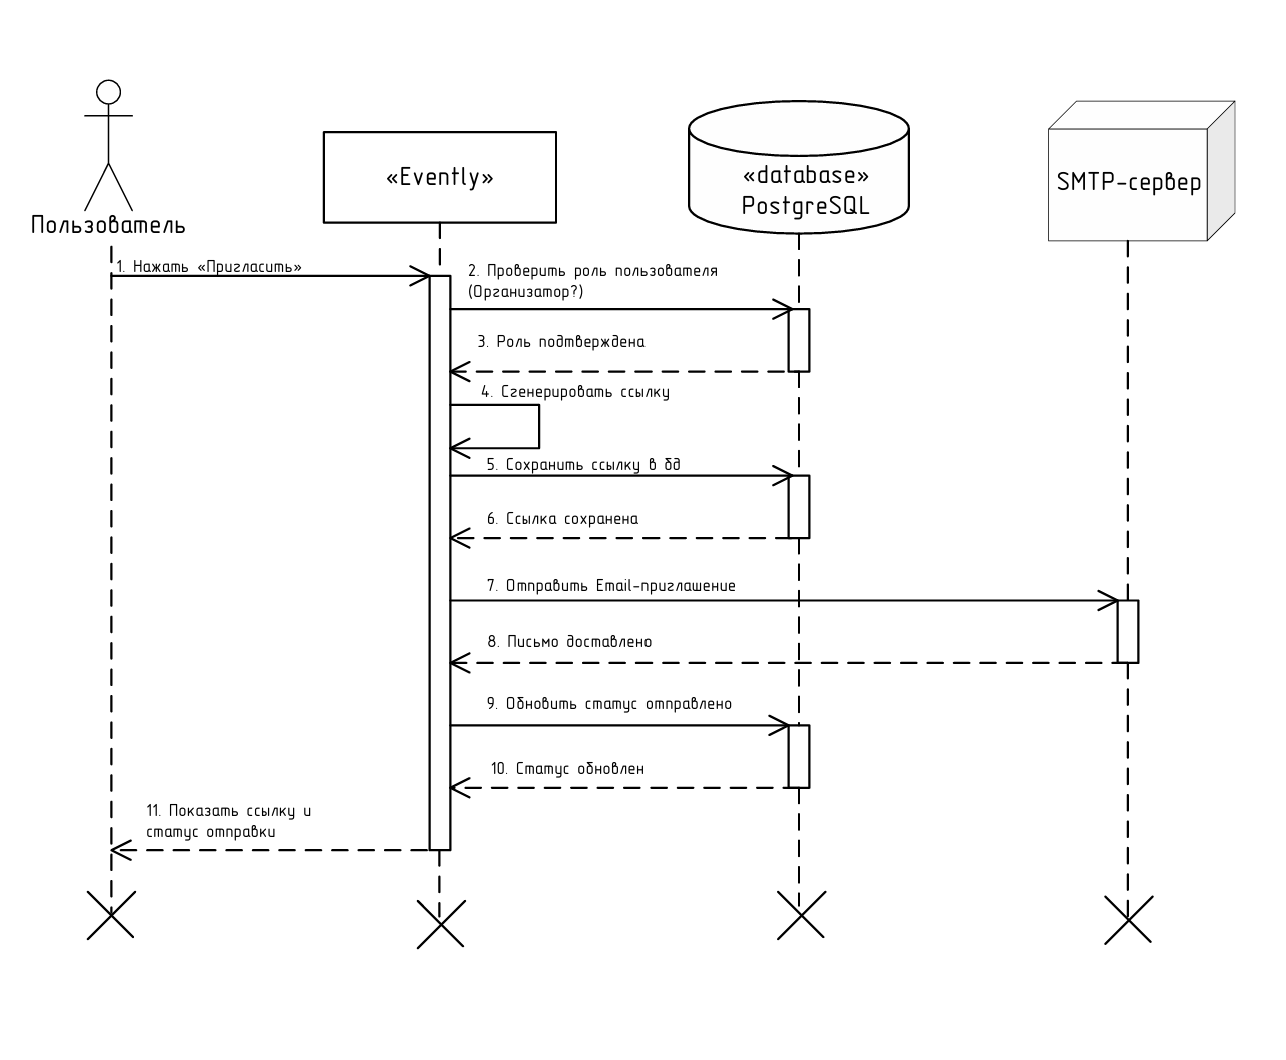 Пользователь
«Evently»
«database»
PostgreSQL
SMTP-сервер
1. Нажать «Пригласить»
2. Проверить роль пользователя
(Организатор?)
3. Роль подтверждена
4. Сгенерировать ссылку
5. Сохранить ссылку в бд
6. Ссылка сохранена
7. Отправить Email-приглашение
8. Письмо доставлено
9. Обновить статус отправлено
10. Статус обновлен
11. Показать ссылку и
статус отправки